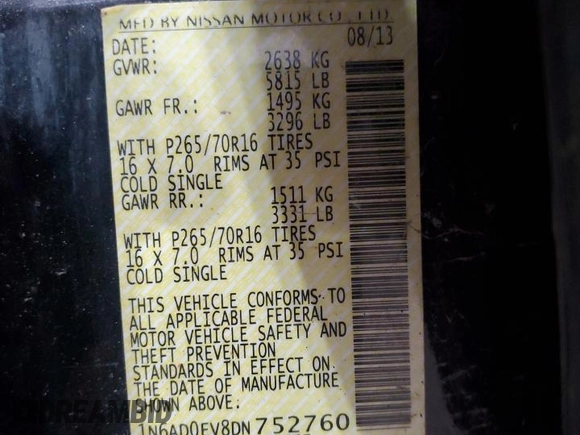 MFD BY NISSAN MOTOR CO., LTD
DATE: 08/13
GVWR: 2638 KG
5815 LB
GAWR FR.: 1495 KG
3296 LB
WITH P265/70R16 TIRES
16 X 7.0 RIMS AT 35 PSI
COLD SINGLE
GAWR RR.: 1511 KG
3331 LB
WITH P265/70R16 TIRES
16 X 7.0 RIMS AT 35 PSI
COLD SINGLE
THIS VEHICLE CONFORMS TO
ALL APPLICABLE FEDERAL
MOTOR VEHICLE SAFETY AND
THEFT PREVENTION
STANDARDS IN EFFECT ON
THE DATE OF MANUFACTURE
SHOWN ABOVE:
1N6AD0EV8DN752760
DREAMBID